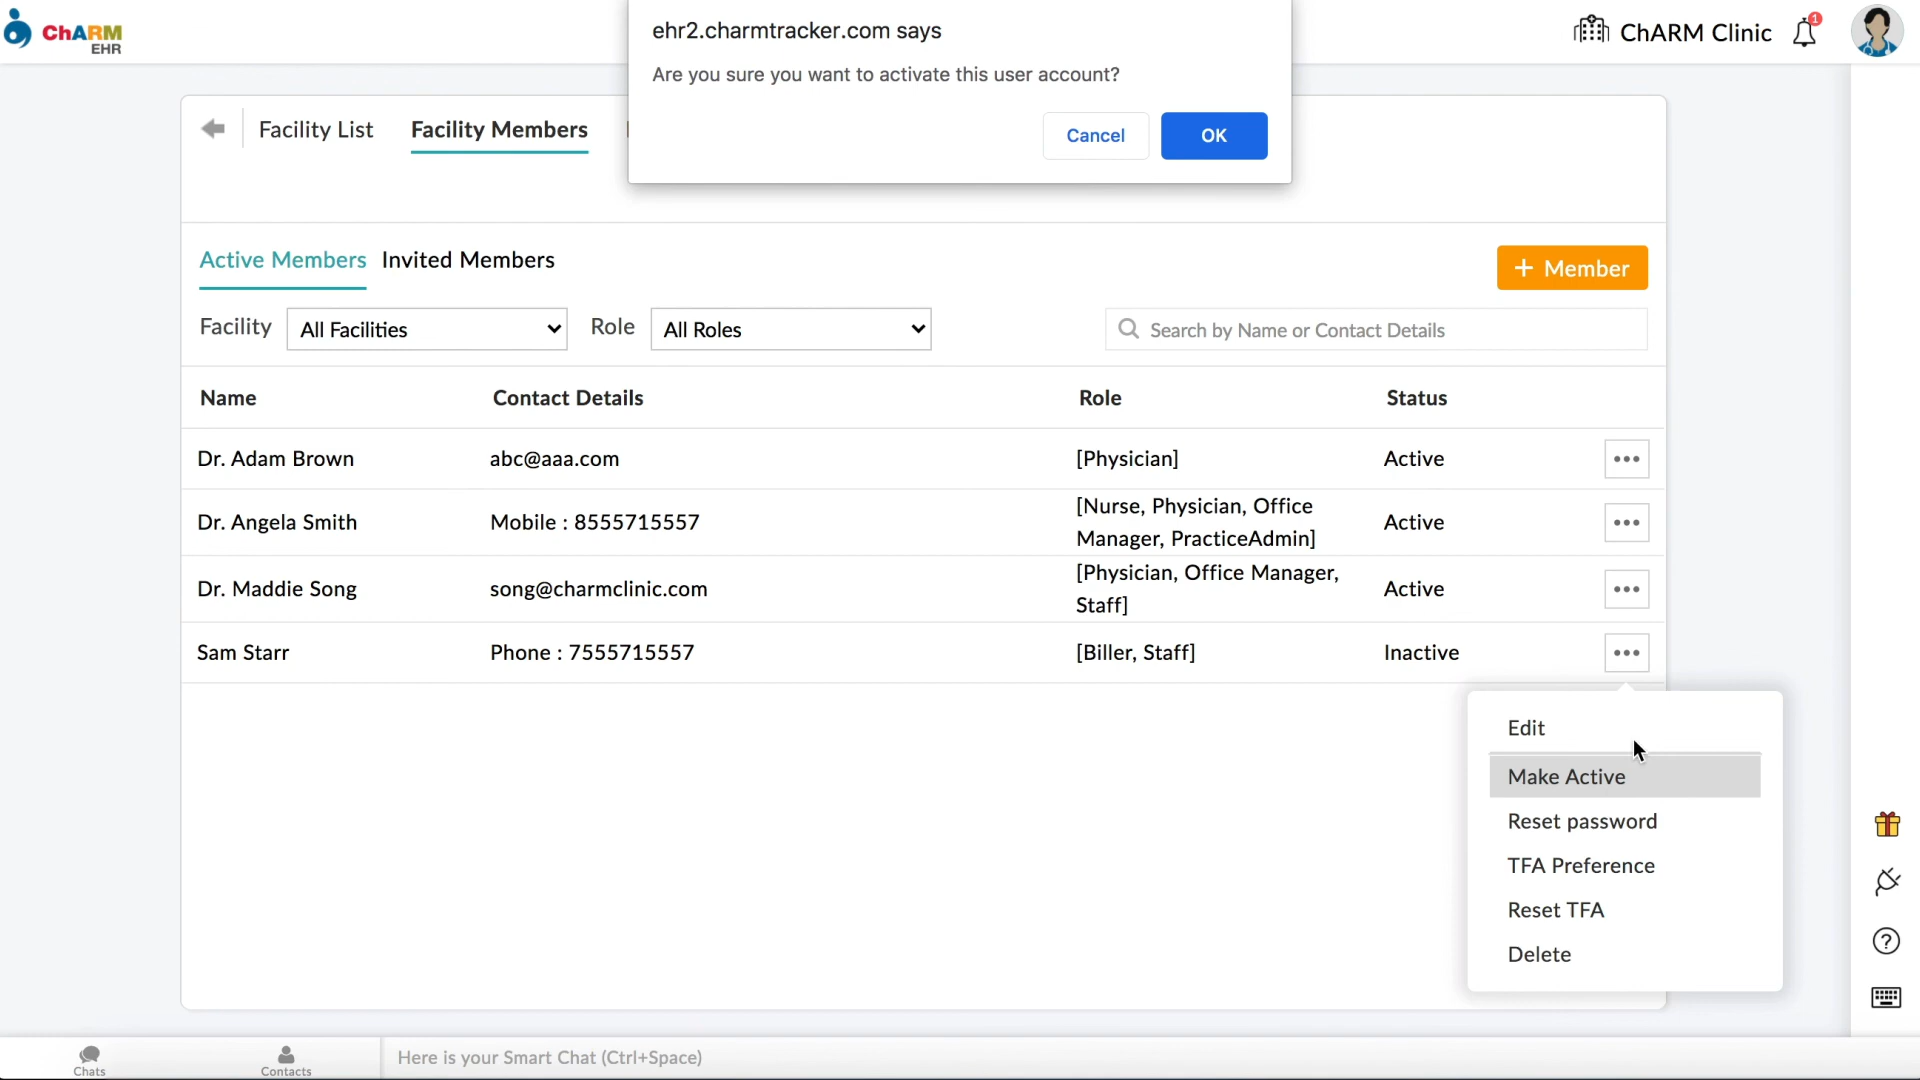 ChARM
EHR
ehr2.charmtracker.com says
Are you sure you want to activate this user account?
Cancel
OK
ChARM Clinic
1
Facility List
Facility Members
Active Members
Invited Members
+ Member
Facility
All Facilities
Role
All Roles
Search by Name or Contact Details
Name
Contact Details
Role
Status
Dr. Adam Brown
abc@aaa.com
[Physician]
Active
Dr. Angela Smith
Mobile : 8555715557
[Nurse, Physician, Office
Manager, PracticeAdmin]
Active
Dr. Maddie Song
song@charmclinic.com
[Physician, Office Manager,
Staff]
Active
Sam Starr
Phone : 7555715557
[Biller, Staff]
Inactive
Edit
Make Active
Reset password
TFA Preference
Reset TFA
Delete
Chats
Contacts
Here is your Smart Chat (Ctrl+Space)